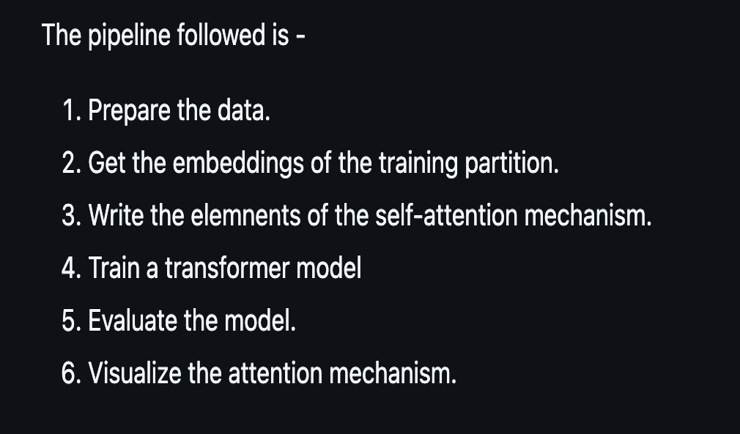 The pipeline followed is -
1. Prepare the data.
2. Get the embeddings of the training partition.
3. Write the elemnents of the self-attention mechanism.
4. Train a transformer model
5. Evaluate the model.
6. Visualize the attention mechanism.